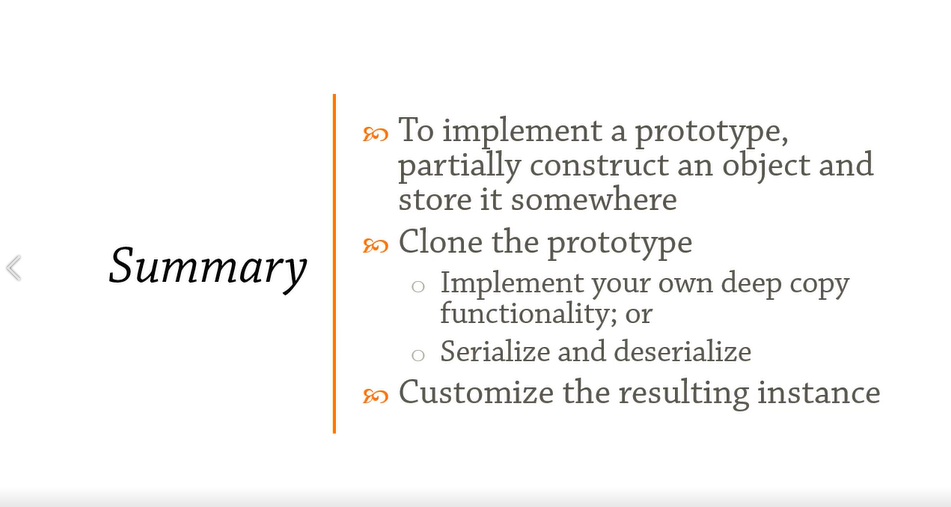 Summary
To implement a prototype,
partially construct an object and
store it somewhere
Clone the prototype
Implement your own deep copy
functionality; or
Serialize and deserialize
Customize the resulting instance